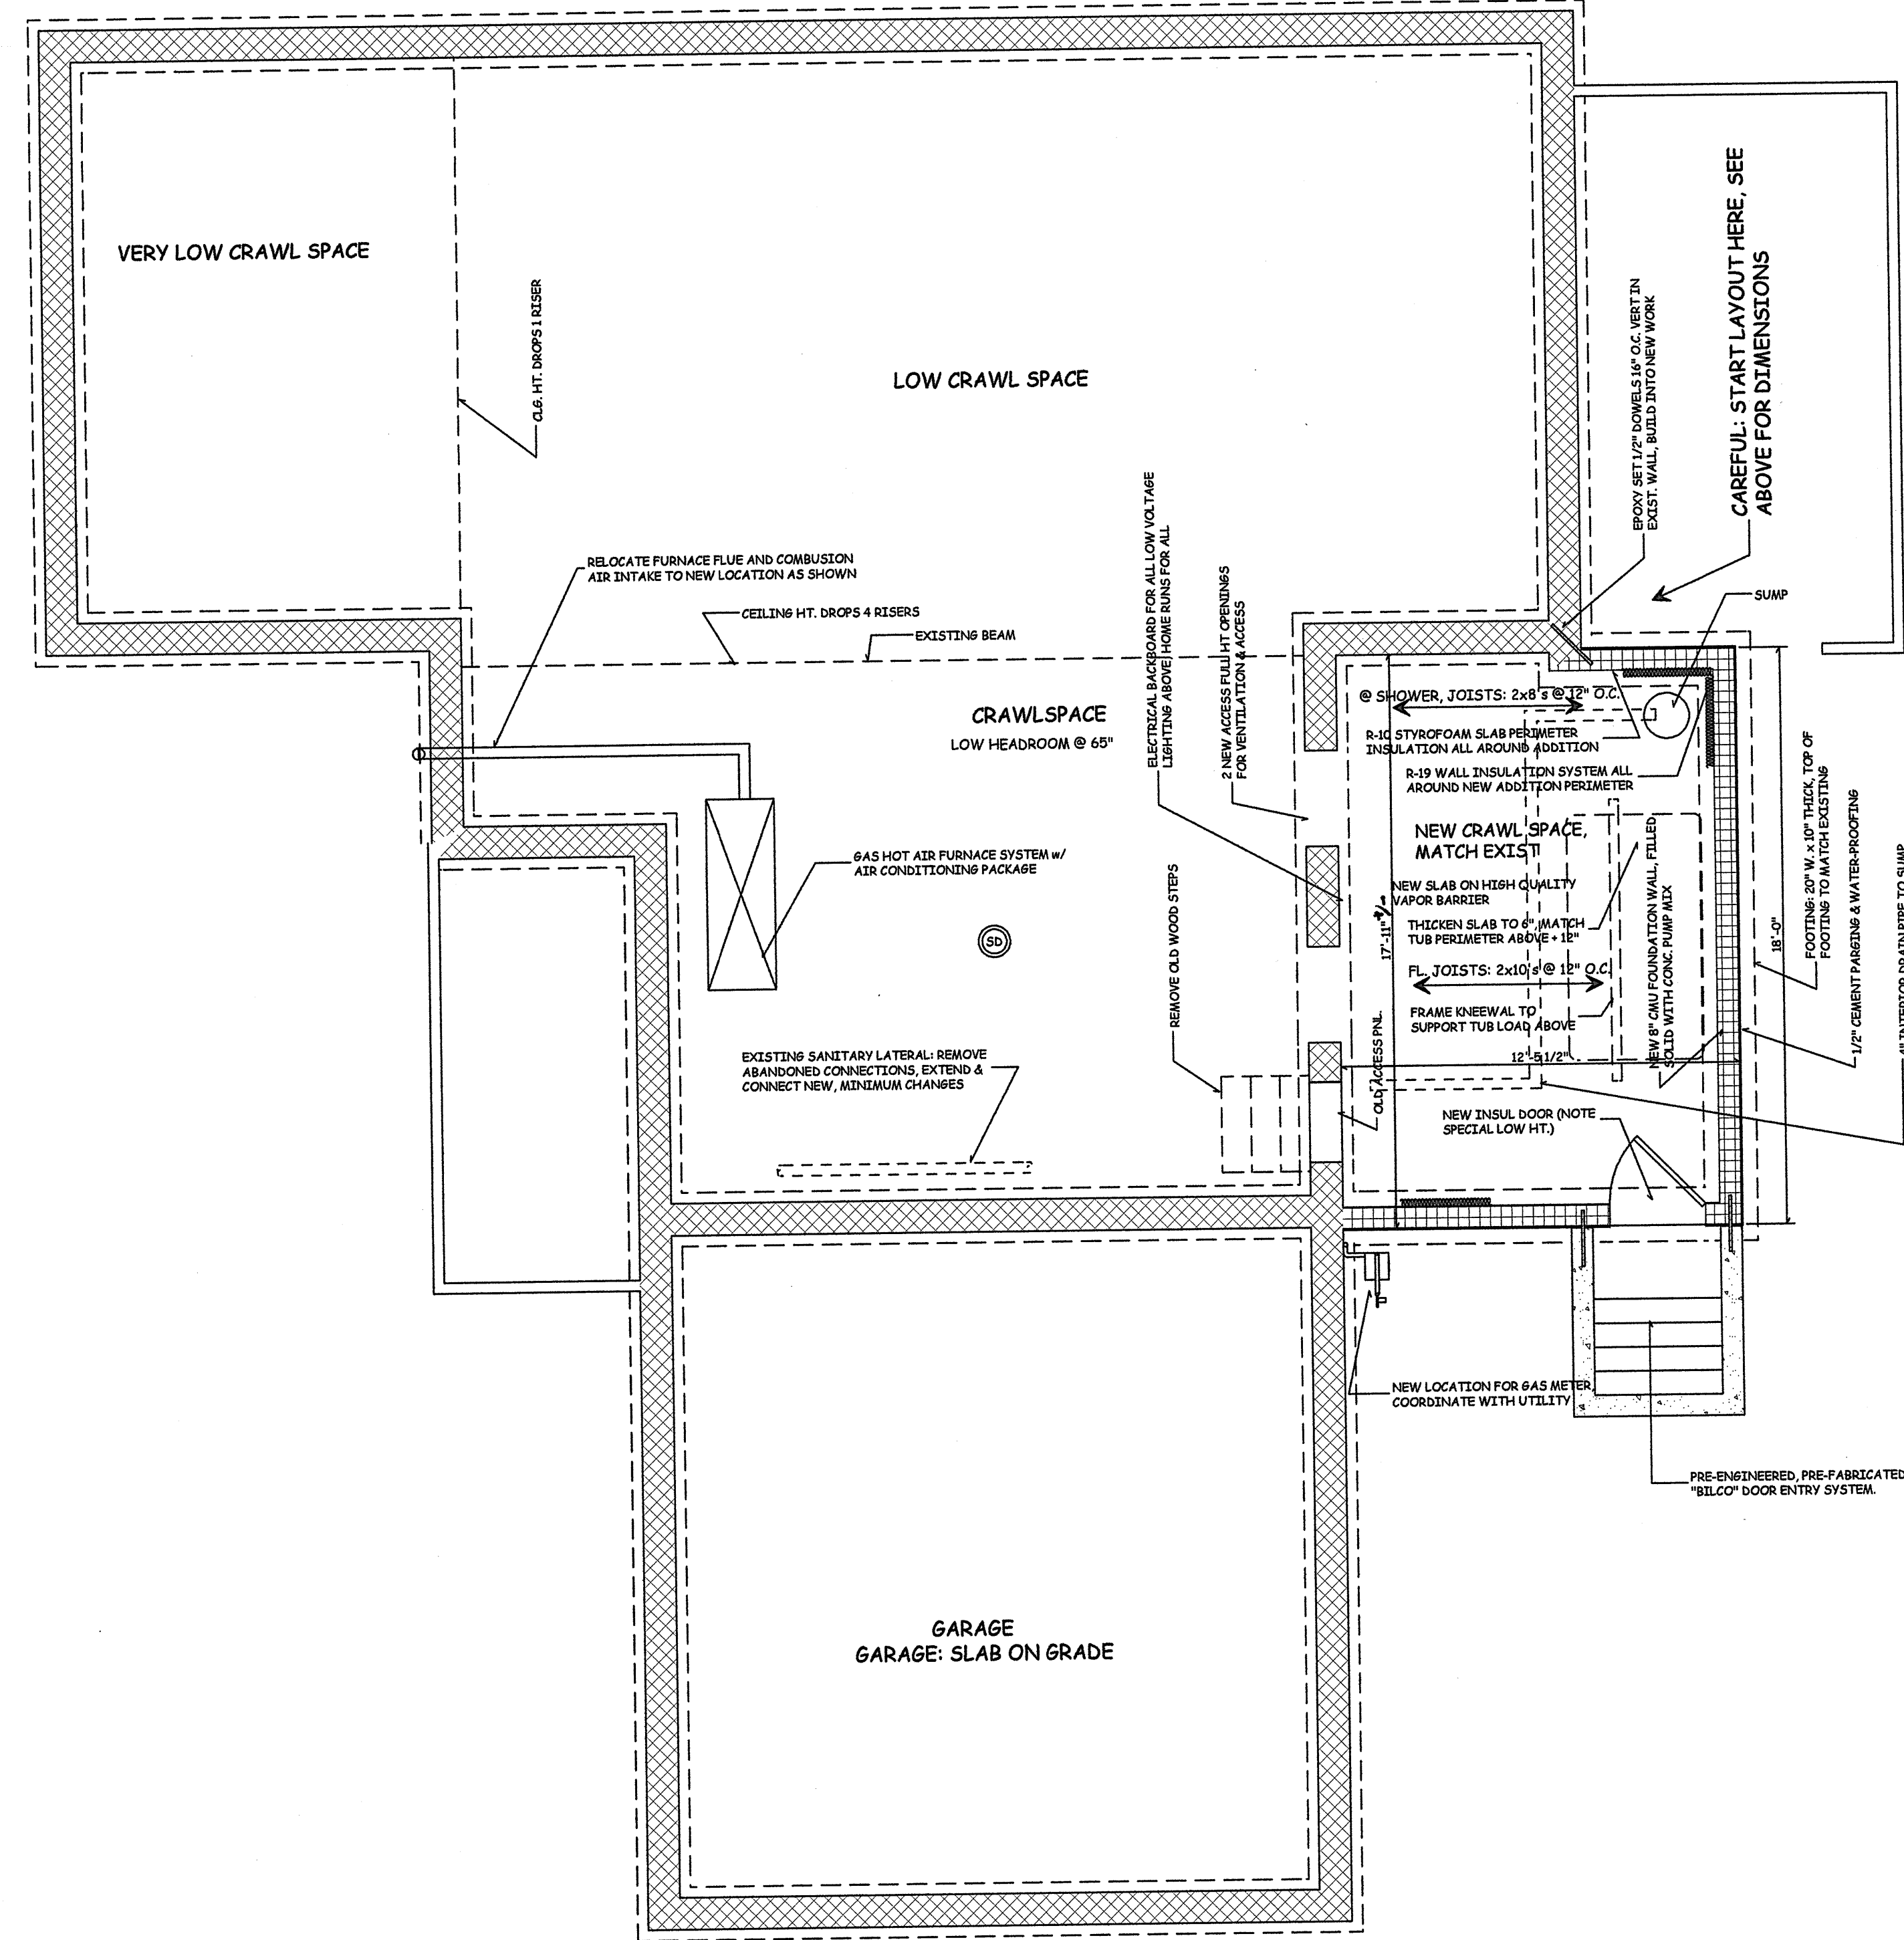 VERY LOW CRAWL SPACE
CLG. HT. DROPS 1 RISER
LOW CRAWL SPACE
CAREFUL: START LAYOUT HERE, SEE
ABOVE FOR DIMENSIONS
EPOXY SET 1/2" DOWELS 16" O.C. VERT IN
EXIST. WALL, BUILD INTO NEW WORK
RELOCATE FURNACE FLUE AND COMBUSION
AIR INTAKE TO NEW LOCATION AS SHOWN
CEILING HT. DROPS 4 RISERS
EXISTING BEAM
ELECTRICAL BACKBOARD FOR ALL LOW VOLTAGE
LIGHTING ABOVE, HOME RUNS FOR ALL
2 NEW ACCESS FULL HT OPENINGS
FOR VENTILATION & ACCESS
SUMP
CRAWLSPACE
LOW HEADROOM @ 65"
@ SHOWER, JOISTS: 2x8's @ 12" O.C.
R-10 STYROFOAM SLAB PERIMETER
INSULATION ALL AROUND ADDITION
R-19 WALL INSULATION SYSTEM ALL
AROUND NEW ADDITION PERIMETER
NEW CRAWL SPACE,
MATCH EXIST
GAS HOT AIR FURNACE SYSTEM w/
AIR CONDITIONING PACKAGE
SD
NEW SLAB ON HIGH QUALITY
VAPOR BARRIER
THICKEN SLAB TO 6", MATCH
TUB PERIMETER ABOVE + 12"
17'-11"
FL. JOISTS: 2x10's @ 12" O.C.
FRAME KNEEWAL TO
SUPPORT TUB LOAD ABOVE
NEW 8" CMU FOUNDATION WALL, FILLED
SOLID WITH CONC. PUMP MIX
18'-0"
FOOTING: 20" W. x 10" THICK, TOP OF
FOOTING TO MATCH EXISTING
1/2" CEMENT PARGING & WATER-PROOFING
4" INTERIOR DRAIN PIPE TO SUMP
REMOVE OLD WOOD STEPS
OLD ACCESS PNL.
12'-5 1/2"
EXISTING SANITARY LATERAL: REMOVE
ABANDONED CONNECTIONS, EXTEND &
CONNECT NEW, MINIMUM CHANGES
NEW INSUL DOOR (NOTE
SPECIAL LOW HT.)
NEW LOCATION FOR GAS METER,
COORDINATE WITH UTILITY
PRE-ENGINEERED, PRE-FABRICATED
"BILCO" DOOR ENTRY SYSTEM.
GARAGE
GARAGE: SLAB ON GRADE